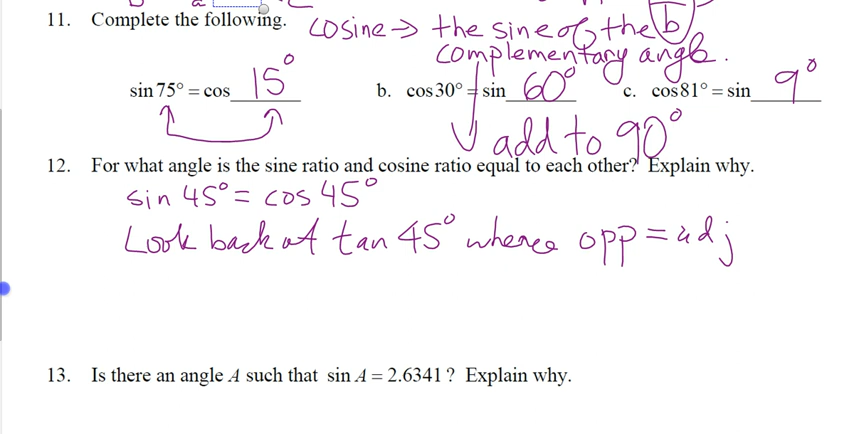 11. Complete the following. cosine → the sine of the b
complementary angle.
sin 75° = cos 15° b. cos 30° = sin 60° c. cos 81° = sin 9°
add to 90°
12. For what angle is the sine ratio and cosine ratio equal to each other? Explain why.
sin 45° = cos 45°
Look back at tan 45° where opp = adj
13. Is there an angle A such that sin A = 2.6341 ? Explain why.